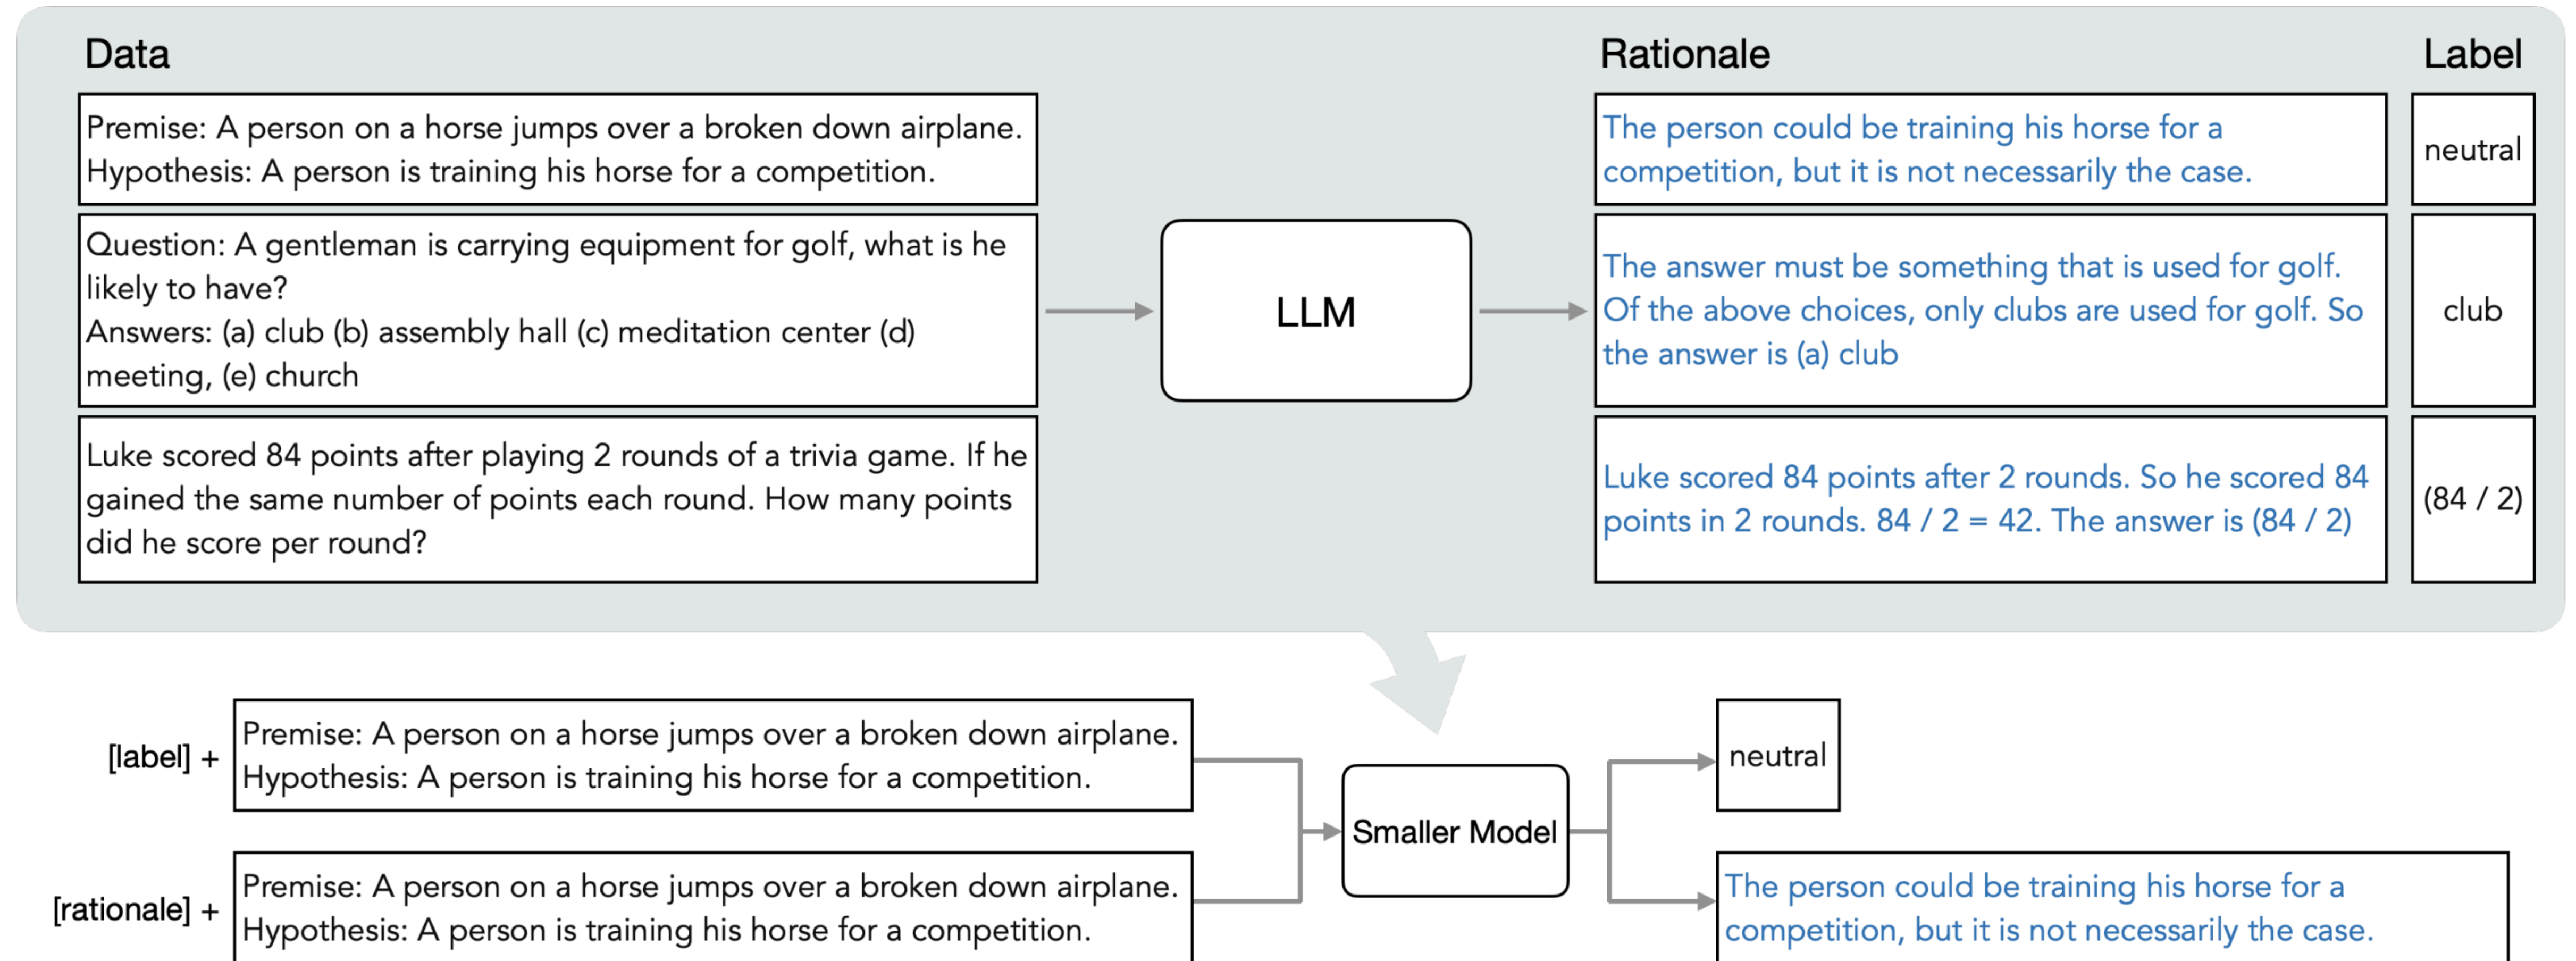 Data
Rationale
Label
Premise: A person on a horse jumps over a broken down airplane.
Hypothesis: A person is training his horse for a competition.
The person could be training his horse for a
competition, but it is not necessarily the case.
neutral
Question: A gentleman is carrying equipment for golf, what is he
likely to have?
Answers: (a) club (b) assembly hall (c) meditation center (d)
meeting, (e) church
LLM
The answer must be something that is used for golf.
Of the above choices, only clubs are used for golf. So
the answer is (a) club
club
Luke scored 84 points after playing 2 rounds of a trivia game. If he
gained the same number of points each round. How many points
did he score per round?
Luke scored 84 points after 2 rounds. So he scored 84
points in 2 rounds. 84 / 2 = 42. The answer is (84 / 2)
(84 / 2)
[label] +
Premise: A person on a horse jumps over a broken down airplane.
Hypothesis: A person is training his horse for a competition.
neutral
Smaller Model
[rationale] +
Premise: A person on a horse jumps over a broken down airplane.
Hypothesis: A person is training his horse for a competition.
The person could be training his horse for a
competition, but it is not necessarily the case.